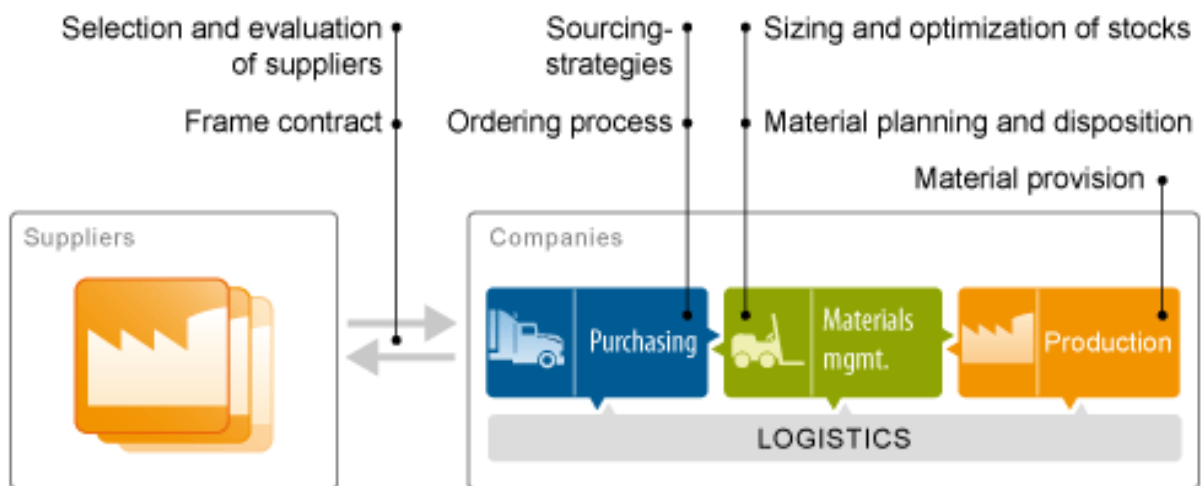 Selection and evaluation
of suppliers
Frame contract
Sourcing-
strategies
Ordering process
Sizing and optimization of stocks
Material planning and disposition
Material provision
Suppliers
Companies
Purchasing
Materials
mgmt.
Production
LOGISTICS